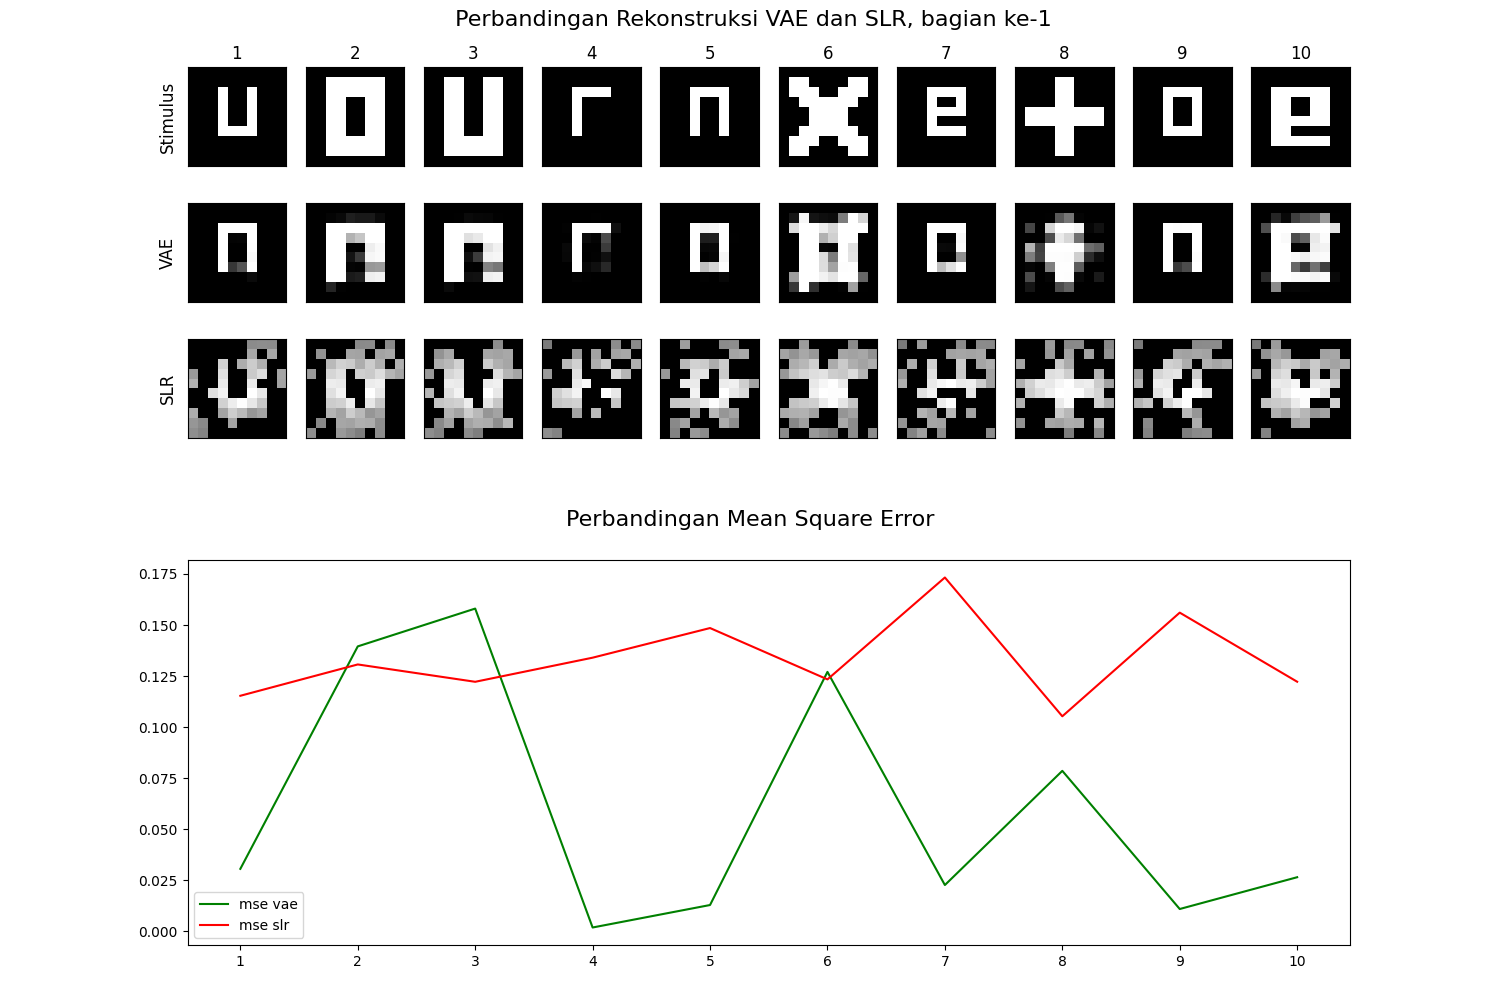 Perbandingan Rekonstruksi VAE dan SLR, bagian ke-1
1 2 3 4 5 6 7 8 9 10
Stimulus
u o u r n x e + o e
VAE
SLR
Perbandingan Mean Square Error
0.175
0.150
0.125
0.100
0.075
0.050
0.025
0.000
mse vae
mse slr
1 2 3 4 5 6 7 8 9 10